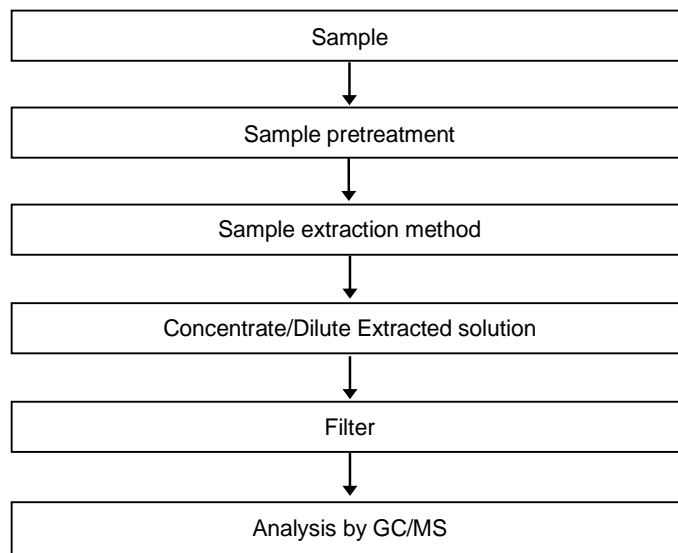 Sample
Sample pretreatment
Sample extraction method
Concentrate/Dilute Extracted solution
Filter
Analysis by GC/MS